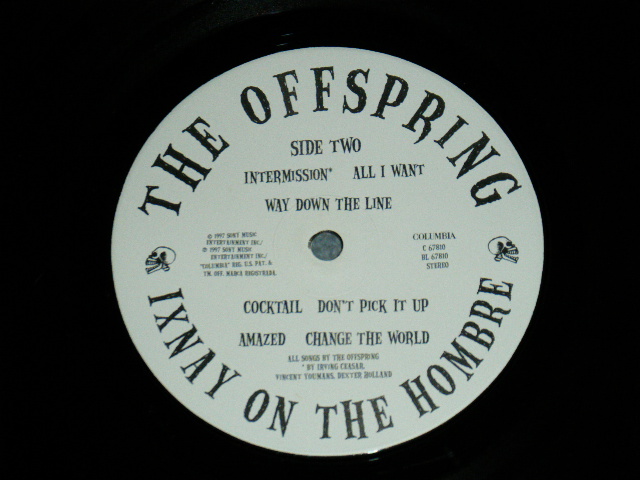 THE OFFSPRING
SIDE TWO
INTERMISSION* ALL I WANT
WAY DOWN THE LINE
© 1997 SONY MUSIC
ENTERTAINMENT INC./
℗ 1997 SONY MUSIC
ENTERTAINMENT INC./
"COLUMBIA" REG. U.S. PAT. &
TM. OFF. MARCA REGISTRADA.
COLUMBIA
C 67810
BL 67810
STEREO
COCKTAIL DON'T PICK IT UP
AMAZED CHANGE THE WORLD
ALL SONGS BY THE OFFSPRING
* BY IRVING CEASAR,
VINCENT YOUMANS, DEXTER HOLLAND
IXNAY ON THE HOMBRE